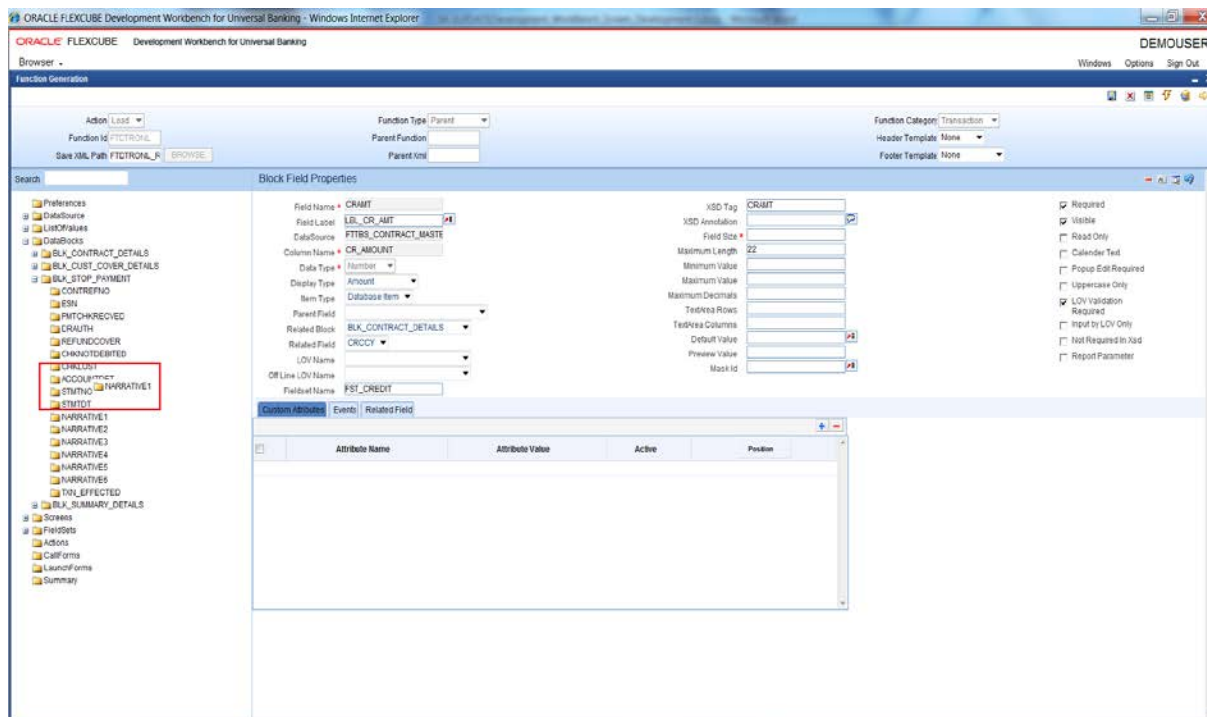 ORACLE FLEXCUBE Development Workbench for Universal Banking - Windows Internet Explorer
ORACLE FLEXCUBE Development Workbench for Universal Banking DEMOUSER
Browser Windows Options Sign Out
Function Generation
Action Load Function Type Parent Function Category Transaction
Function Id FTDTRONL Parent Function Header Template None
Save XML Path FTDTRONL_R BROWSE Parent Xml Footer Template None
Search Block Field Properties
Preferences
DataSource
ListOfValues
DataBlocks
BLK_CONTRACT_DETAILS
BLK_CUST_COVER_DETAILS
BLK_STOP_PAYMENT
CONTREFNO
ESN
PMTCHKRECVED
DRAUTH
REFUNDCOVER
CHKNOTDEBITED
CHKLOST
ACCOUNTDET
STMTNO NARRATIVE1
STMTDT
NARRATIVE1
NARRATIVE2
NARRATIVE3
NARRATIVE4
NARRATIVE5
NARRATIVE6
TXN_EFFECTED
BLK_SUMMARY_DETAILS
Screens
FieldSets
Actions
CallForms
LaunchForms
Summary
Field Name * CRAMT
Field Label LBL_CR_AMT
DataSource FTTBS_CONTRACT_MASTE
Column Name * CR_AMOUNT
Data Type * Number
Display Type Amount
Item Type Database Item
Parent Field
Related Block BLK_CONTRACT_DETAILS
Related Field CRCCY
LOV Name
Off Line LOV Name
Fieldset Name FST_CREDIT
XSD Tag CRAMT
XSD Annotation
Field Size *
Maximum Length 22
Minimum Value
Maximum Value
Maximum Decimals
TextArea Rows
TextArea Columns
Default Value
Preview Value
Mask Id
Required
Visible
Read Only
Calender Text
Popup Edit Required
Uppercase Only
LOV Validation Required
Input by LOV Only
Not Required In Xsd
Report Parameter
Custom Attributes Events Related Field
Attribute Name Attribute Value Active Position